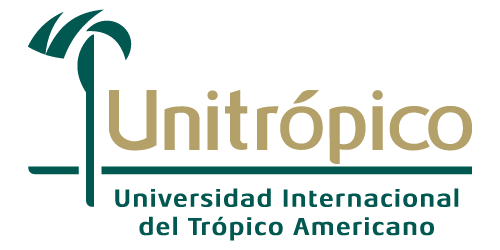 Unitrópico
Universidad Internacional
del Trópico Americano